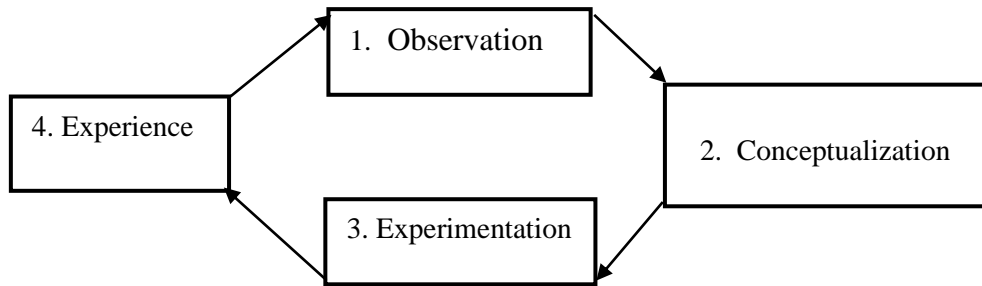 1. Observation
4. Experience
2. Conceptualization
3. Experimentation